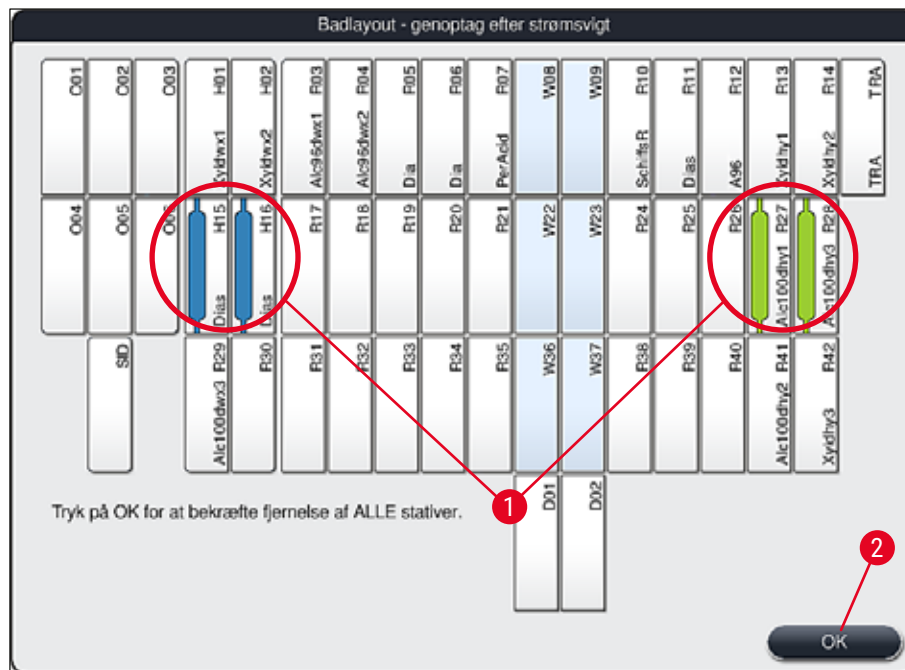 Badlayout - genoptag efter strømsvigt
O01
O02
O03
Xyldwx1 H01
Xyldwx2 H02
Alc96dwx1 R03
Alc96dwx2 R04
Dia R05
Dia R06
PerAcid R07
W08
W09
SchiffsR R10
Dias R11
A96 R12
Xyldhy1 R13
Xyldhy2 R14
TRA TRA
O04
O05
O06
Dias H15
Dias H16
R17
R18
R19
R20
R21
W22
W23
R24
R25
R26
Alc100dhy1 R27
Alc100dhy3 R28
SID
Alc100dwx3 R29
R30
R31
R32
R33
R34
R35
W36
W37
R38
R39
R40
Alc100dhy2 R41
Xyldhy3 R42
Tryk på OK for at bekræfte fjernelse af ALLE stativer.
1
D01
D02
2
OK